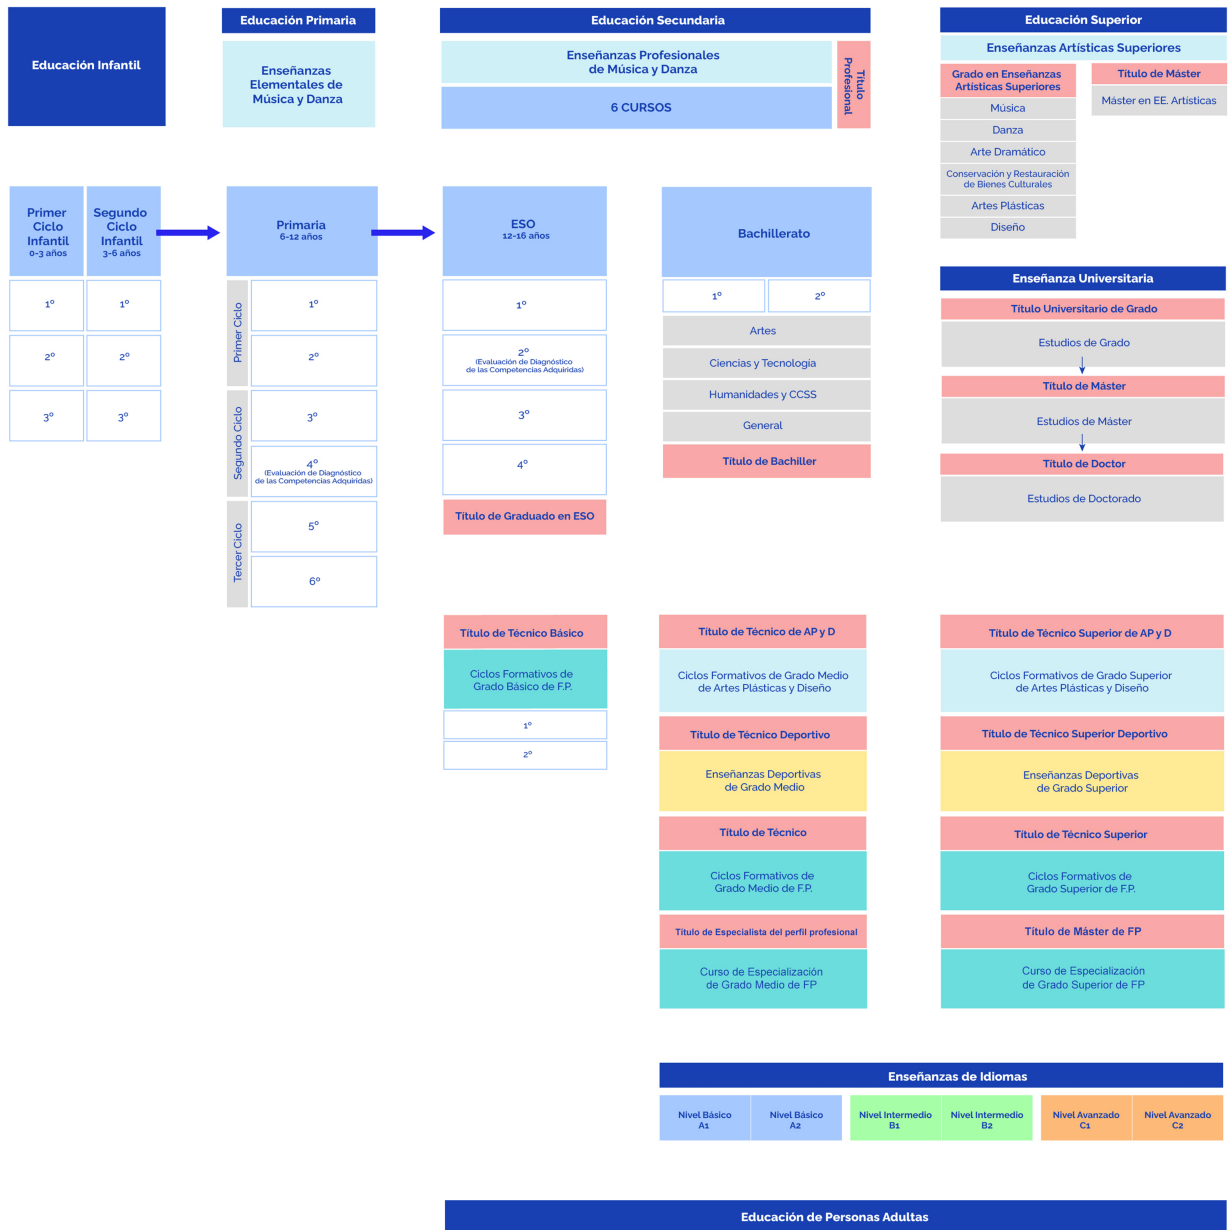 Educación Infantil
Educación Primaria
Enseñanzas
Elementales de
Música y Danza
Educación Secundaria
Enseñanzas Profesionales
de Música y Danza
6 CURSOS
Título
Profesional
Educación Superior
Enseñanzas Artísticas Superiores
Grado en Enseñanzas
Artísticas Superiores
Música
Danza
Arte Dramático
Conservación y Restauración
de Bienes Culturales
Artes Plásticas
Diseño
Título de Máster
Máster en EE. Artísticas
Primer
Ciclo
Infantil
0-3 años
1º
2º
3º
Segundo
Ciclo
Infantil
3-6 años
1º
2º
3º
Primaria
6-12 años
Primer Ciclo
1º
2º
Segundo Ciclo
3º
4º
(Evaluación de Diagnóstico
de las Competencias Adquiridas)
Tercer Ciclo
5º
6º
ESO
12-16 años
1º
2º
(Evaluación de Diagnóstico
de las Competencias Adquiridas)
3º
4º
Título de Graduado en ESO
Bachillerato
1º
2º
Artes
Ciencias y Tecnología
Humanidades y CCSS
General
Título de Bachiller
Enseñanza Universitaria
Título Universitario de Grado
Estudios de Grado
Título de Máster
Estudios de Máster
Título de Doctor
Estudios de Doctorado
Título de Técnico Básico
Ciclos Formativos de
Grado Básico de F.P.
1º
2º
Título de Técnico de AP y D
Ciclos Formativos de Grado Medio
de Artes Plásticas y Diseño
Título de Técnico Deportivo
Enseñanzas Deportivas
de Grado Medio
Título de Técnico
Ciclos Formativos de
Grado Medio de F.P.
Título de Especialista del perfil profesional
Curso de Especialización
de Grado Medio de FP
Título de Técnico Superior de AP y D
Ciclos Formativos de Grado Superior
de Artes Plásticas y Diseño
Título de Técnico Superior Deportivo
Enseñanzas Deportivas
de Grado Superior
Título de Técnico Superior
Ciclos Formativos de
Grado Superior de F.P.
Título de Máster de FP
Curso de Especialización
de Grado Superior de FP
Enseñanzas de Idiomas
Nivel Básico
A1
Nivel Básico
A2
Nivel Intermedio
B1
Nivel Intermedio
B2
Nivel Avanzado
C1
Nivel Avanzado
C2
Educación de Personas Adultas